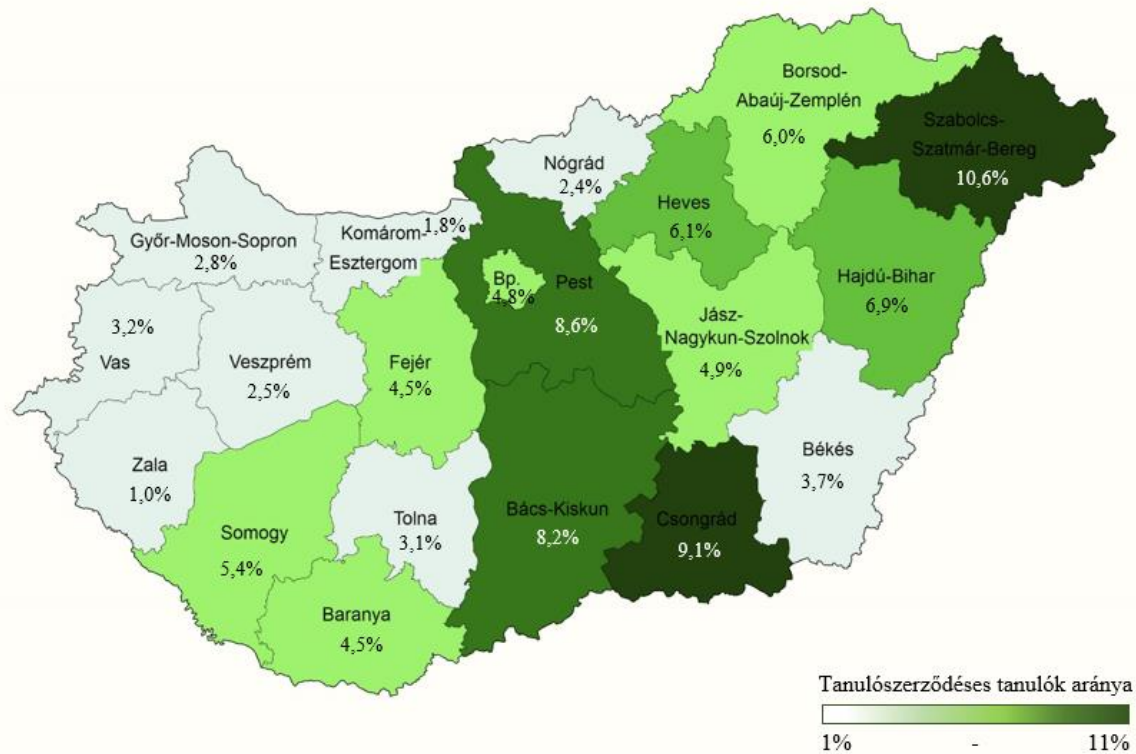 Borsod-
Abaúj-Zemplén
6,0%
Szabolcs-
Szatmár-Bereg
10,6%
Nógrád
2,4%
Heves
6,1%
Győr-Moson-Sopron
2,8%
Komárom-
1,8%
Esztergom
Hajdú-Bihar
6,9%
Bp.
4,8%
Pest
8,6%
Jász-
Nagykun-Szolnok
4,9%
3,2%
Vas
Veszprém
2,5%
Fejér
4,5%
Békés
3,7%
Zala
1,0%
Somogy
5,4%
Tolna
3,1%
Bács-Kiskun
8,2%
Csongrád
9,1%
Baranya
4,5%
Tanulószerződéses tanulók aránya
1% - 11%